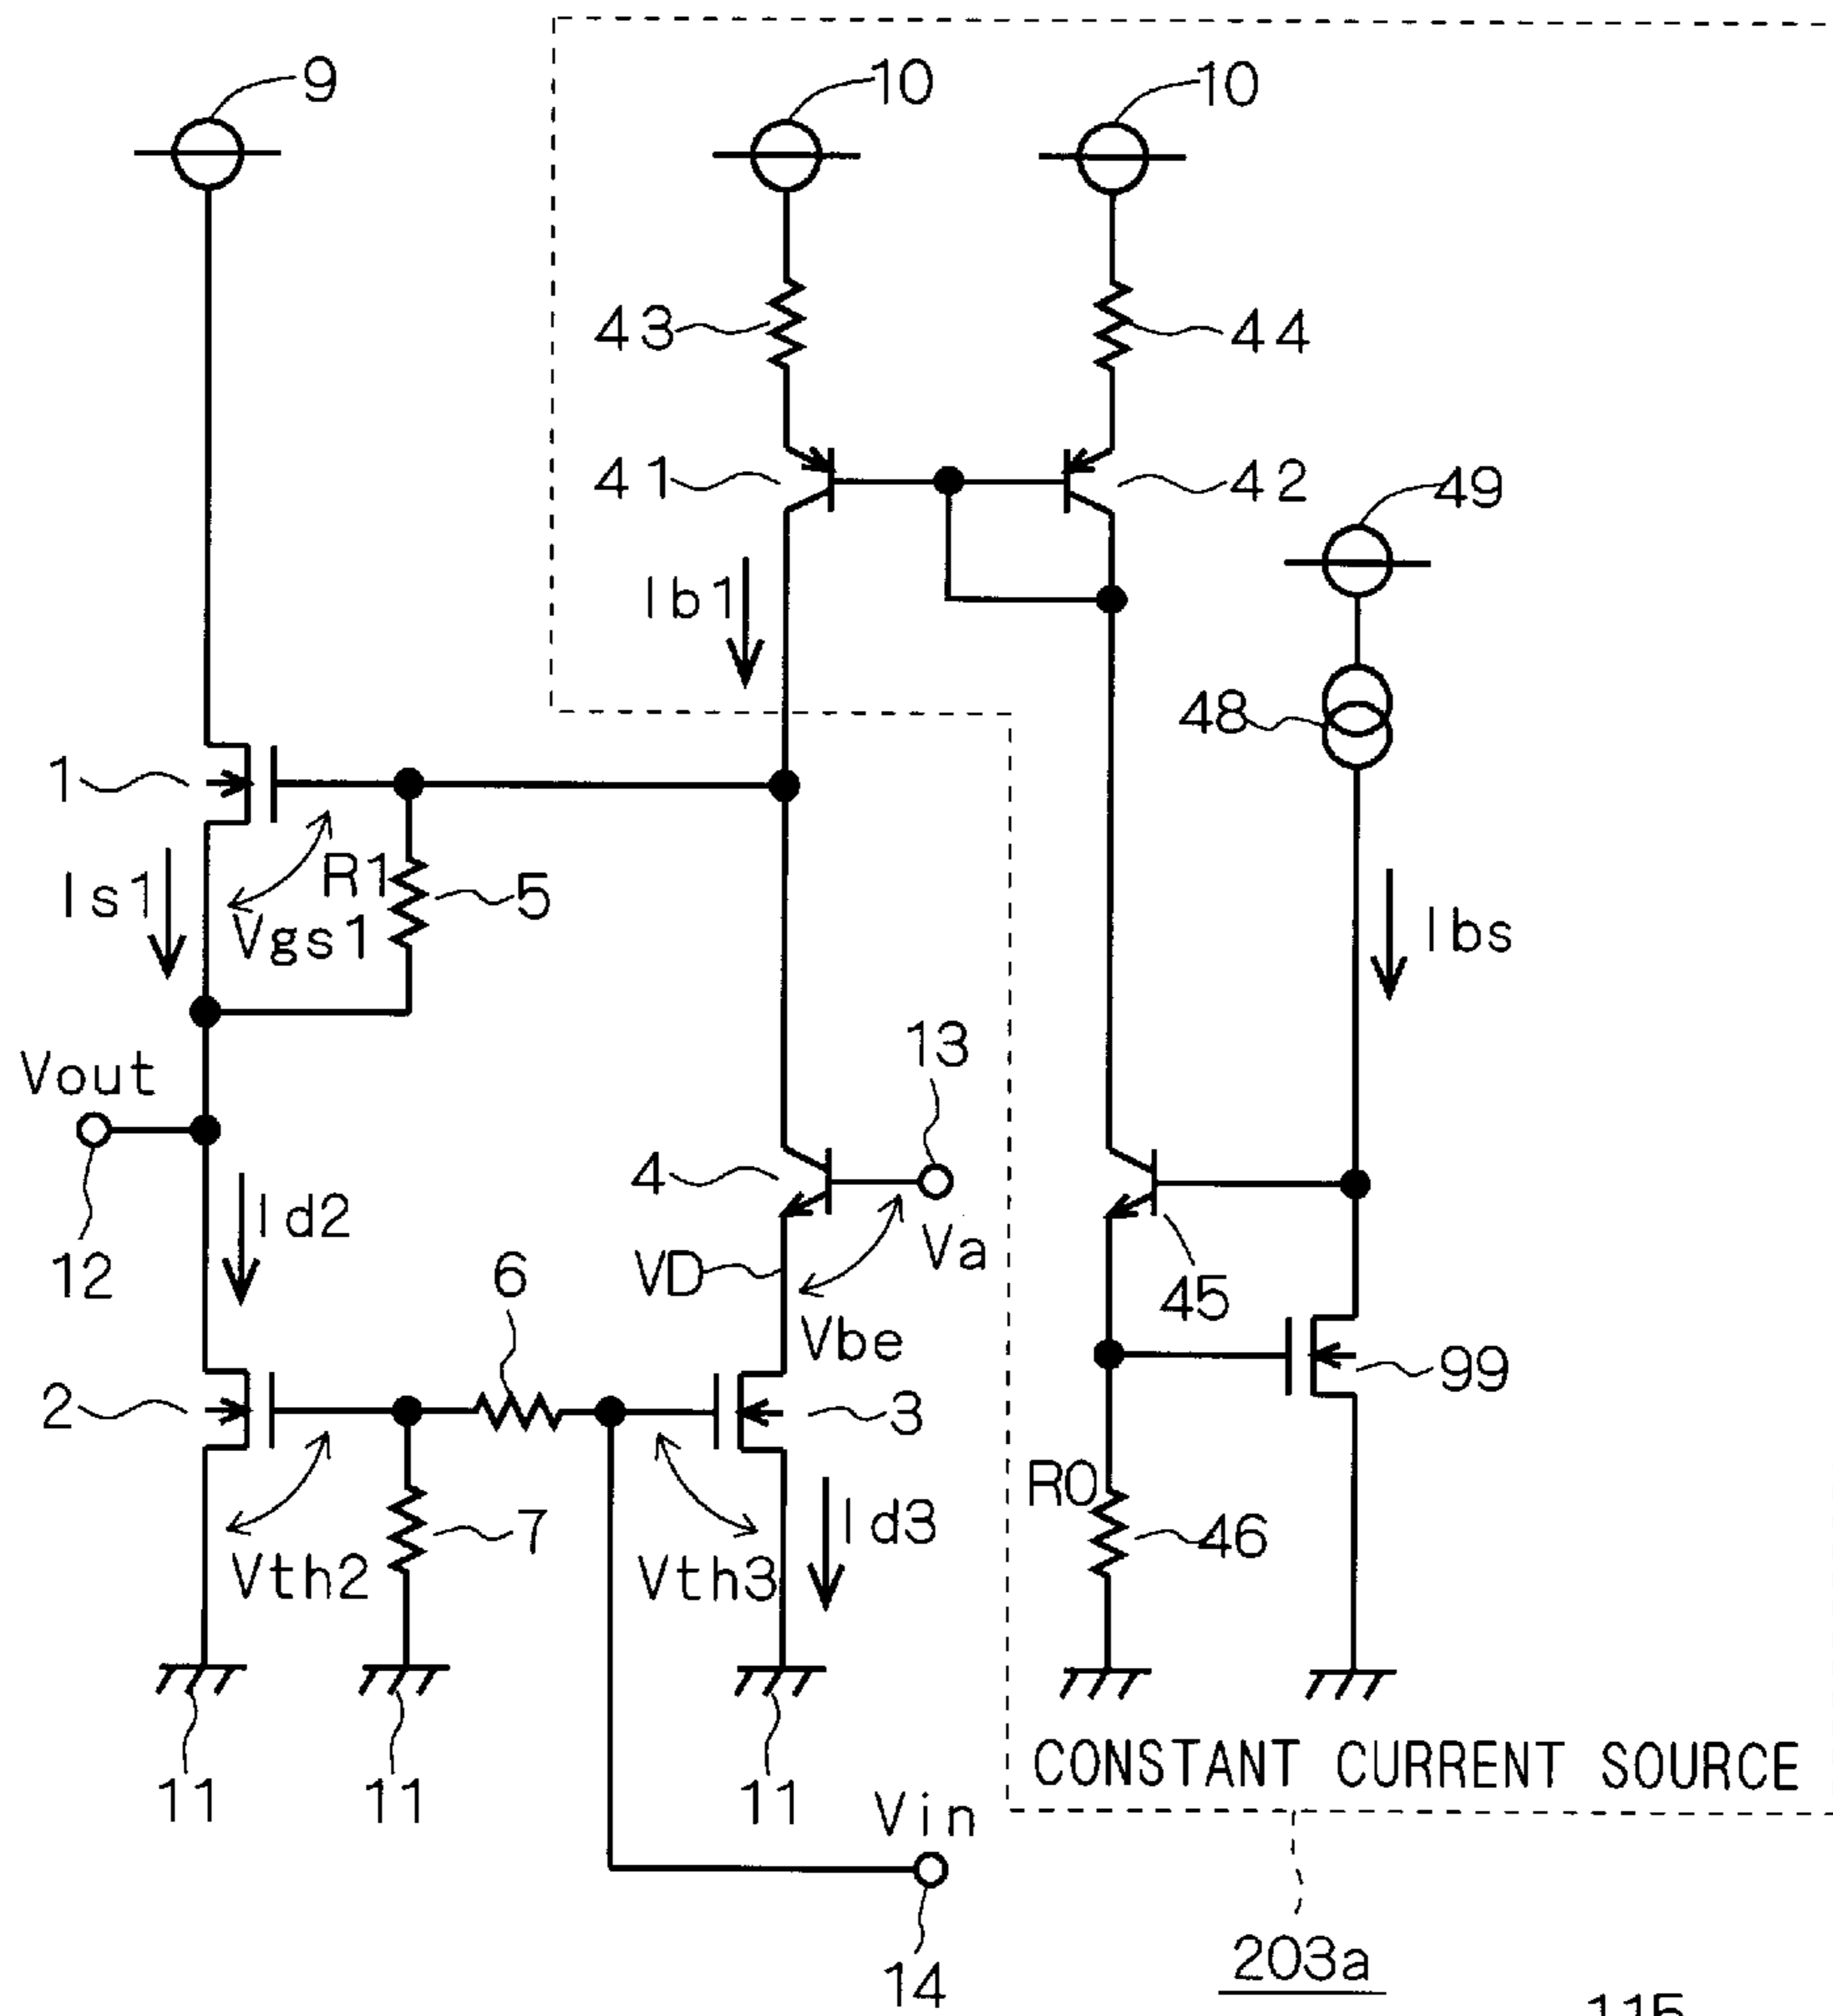 9
10
10
43
44
41
42
49
Ib1
48
1
R1
5
Is1
Vgs1
Ibs
13
Vout
4
Id2
Va
12
6
VD
45
Vbe
99
2
3
R0
7
Id3
46
Vth2
Vth3
CONSTANT CURRENT SOURCE
11
11
11
Vin
203a
14